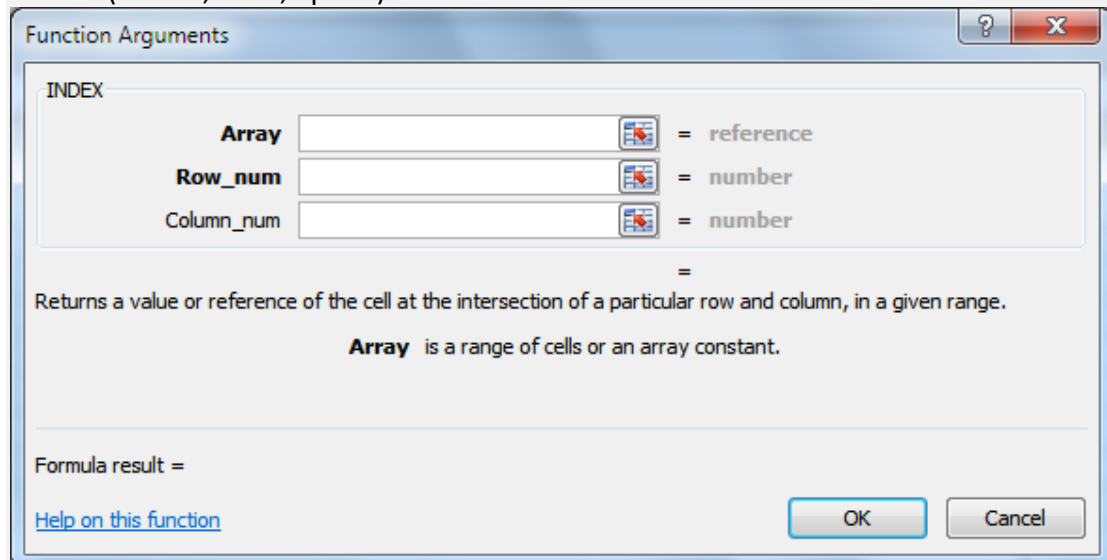 Function Arguments
?
X
INDEX
Array = reference
Row_num = number
Column_num = number
=
Returns a value or reference of the cell at the intersection of a particular row and column, in a given range.
Array is a range of cells or an array constant.
Formula result =
Help on this function
OK Cancel